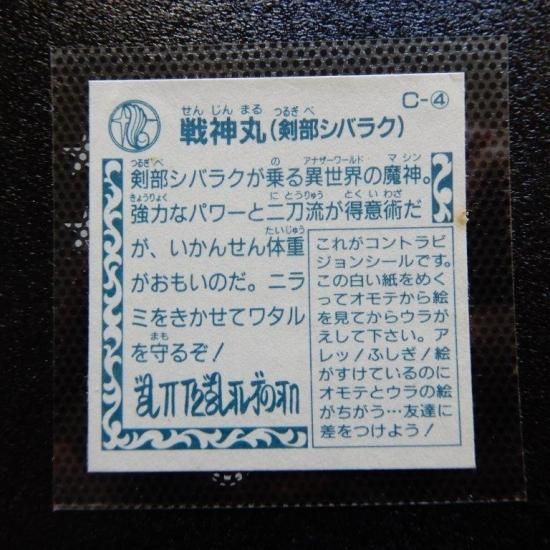 せんじんまる つるぎべ
戦神丸(剣部シバラク)
C-④
つるぎべ の アナザーワールド マシン
剣部シバラクが乗る異世界の魔神。
きょうりょく にとうりゅう とくいわざ
強力なパワーと二刀流が得意術だ
たいじゅう
が、いかんせん体重
がおもいのだ。ニラ
ミをきかせてワタル
まも
を守るぞ!
これがコントラビ
ジョンシールです。
この白い紙をめく
ってオモテから絵
を見てからウラが
えして下さい。ア
レッ!ふしぎ!絵
がすけているのに
オモテとウラの絵
がちがう…友達に
差をつけよう!